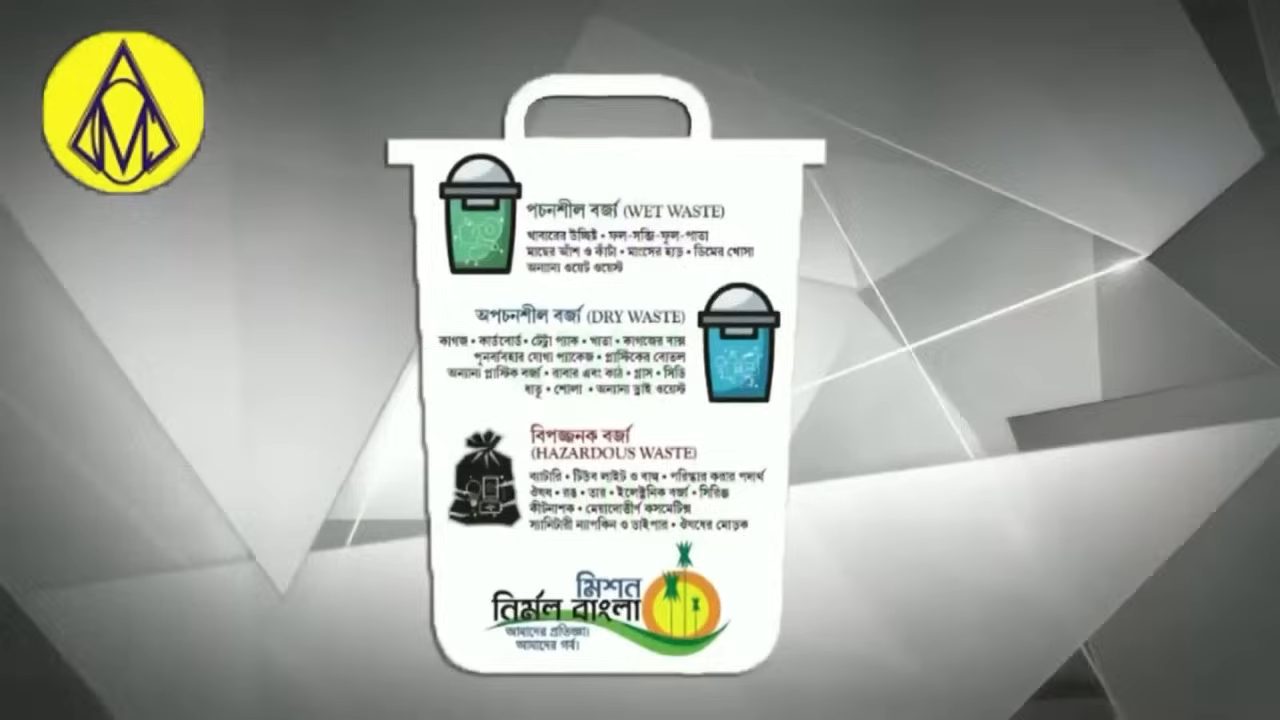 পচনশীল বর্জ্য (WET WASTE)
খাবারের উচ্ছিষ্ট • ফল-সব্জি-ফুল-পাতা
মাছের আঁশ ও কাঁটা • মাংসের হাড় • ডিমের খোসা
অন্যান্য ওয়েট ওয়েস্ট
অপচনশীল বর্জ্য (DRY WASTE)
কাগজ • কার্ডবোর্ড • টেট্রা প্যাক • খাতা • কাগজের বাক্স
পুনর্ব্যবহার যোগ্য প্যাকেজ • প্লাস্টিকের বোতল
অন্যান্য প্লাস্টিক বর্জ্য • রাবার এবং কাঠ • গ্লাস • সিডি
ধাতু • শোলা • অন্যান্য ড্রাই ওয়েস্ট
বিপজ্জনক বর্জ্য
(HAZARDOUS WASTE)
ব্যাটারি • টিউব লাইট ও বাল্ব • পরিস্কার করার পদার্থ
ঔষধ • রঙ • তার • ইলেক্ট্রনিক বর্জ্য • সিরিঞ্জ
কীটনাশক • মেয়াদোত্তীর্ণ কসমেটিক্স
স্যানিটারী ন্যাপকিন ও ডাইপার • ঔষধের মোড়ক
মিশন
নির্মল বাংলা
আমাদের প্রতিজ্ঞা।
আমাদের গর্ব।